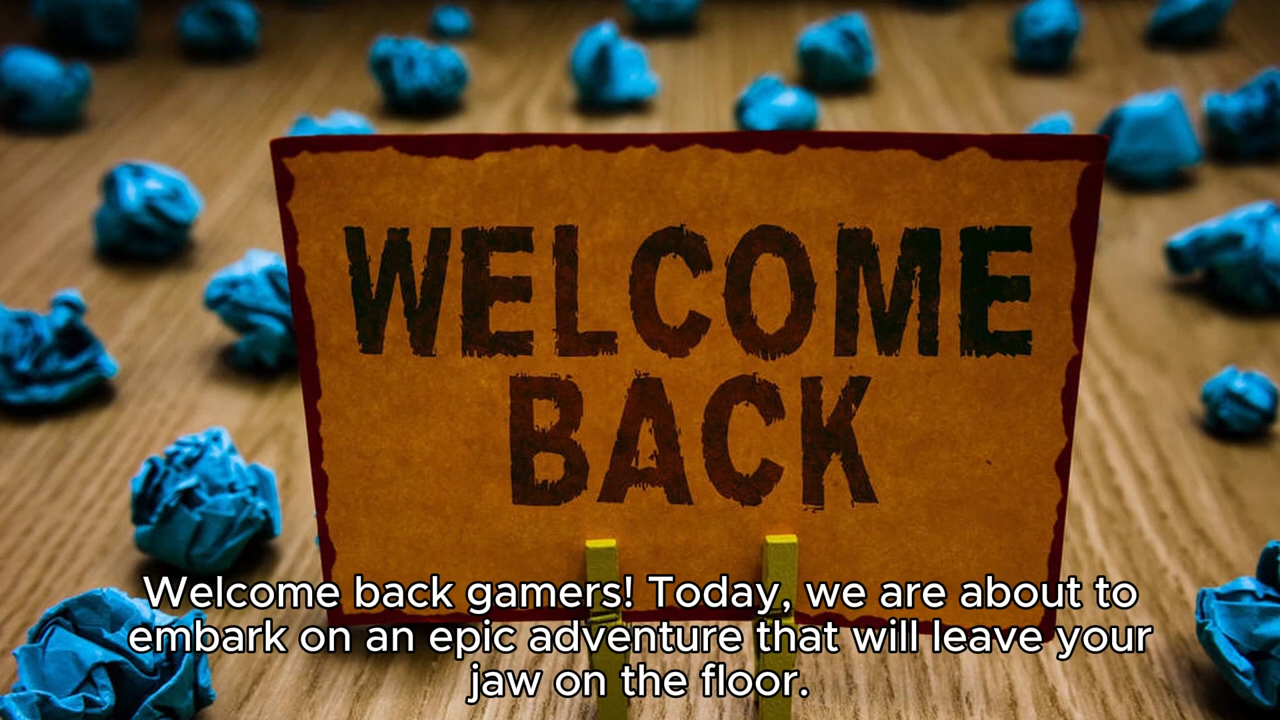 WELCOME
BACK
Welcome back gamers! Today, we are about to
embark on an epic adventure that will leave your
jaw on the floor.